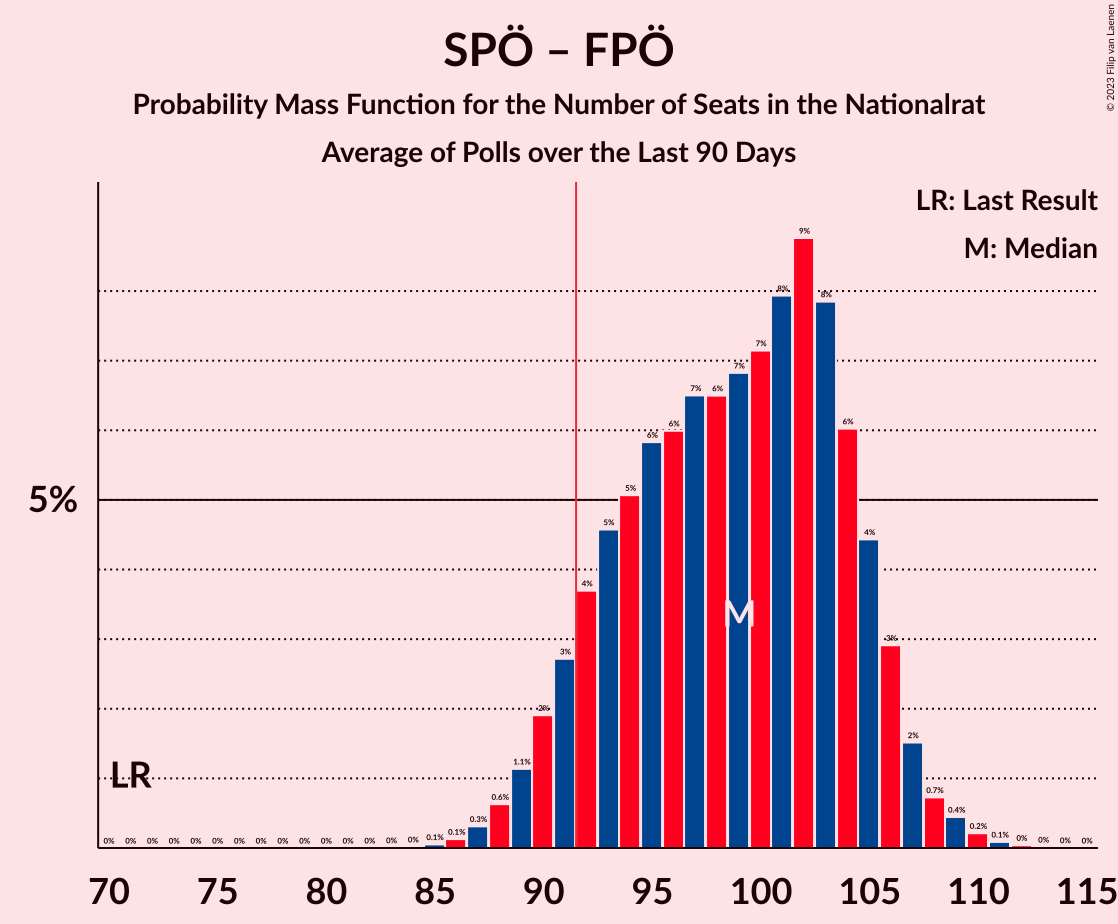 SPÖ – FPÖ
Probability Mass Function for the Number of Seats in the Nationalrat
Average of Polls over the Last 90 Days
© 2023 Filip van Laenen
LR: Last Result
M: Median
9%
8% 8%
7% 7%
7% 6% 6%
6% 6%
5%
5% 5% 4%
4%
M
3% 3%
2% 2%
LR
1.1%
0.6% 0.7%
0.3% 0.4%
0% 0% 0% 0% 0% 0% 0% 0% 0% 0% 0% 0% 0% 0% 0% 0.1% 0.1% 0.2% 0.1% 0% 0% 0% 0%
70 75 80 85 90 95 100 105 110 115